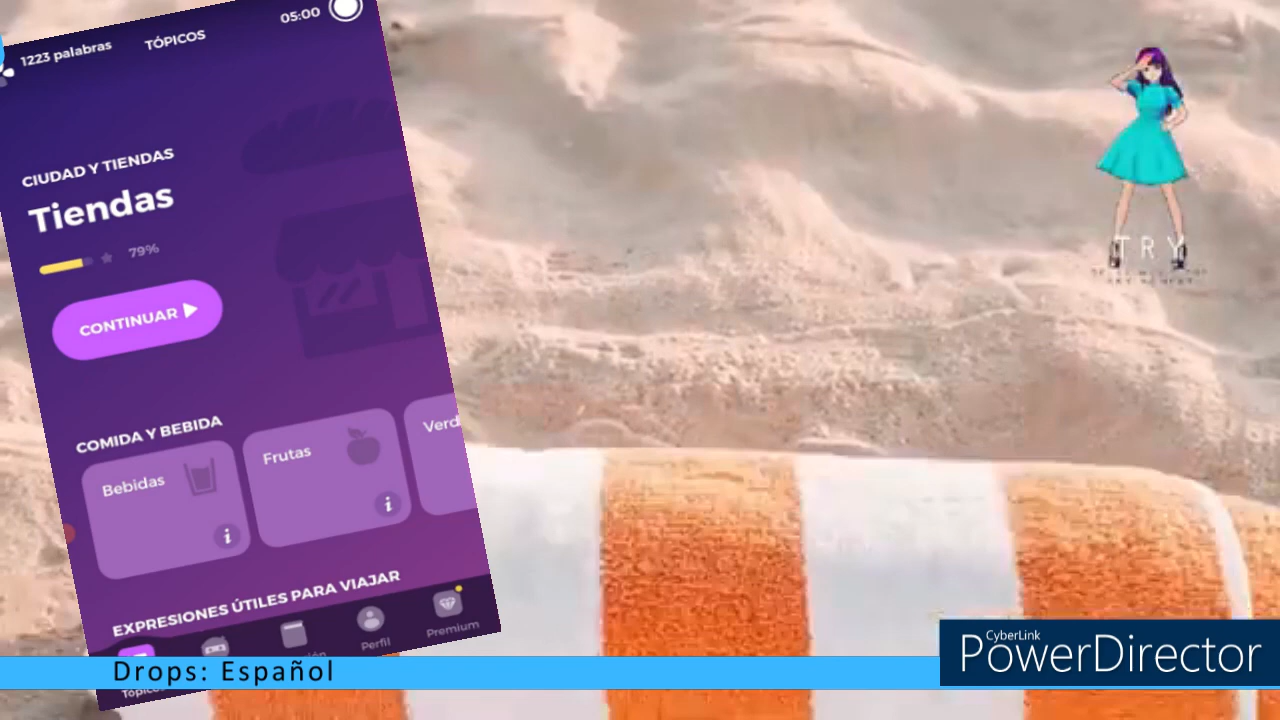 1223 palabras
TÓPICOS
05:00
CIUDAD Y TIENDAS
Tiendas
79%
CONTINUAR
COMIDA Y BEBIDA
Bebidas
i
Frutas
i
Verd
EXPRESIONES ÚTILES PARA VIAJAR
Perfil
Premium
Drops: Español
TRY
CyberLink
PowerDirector